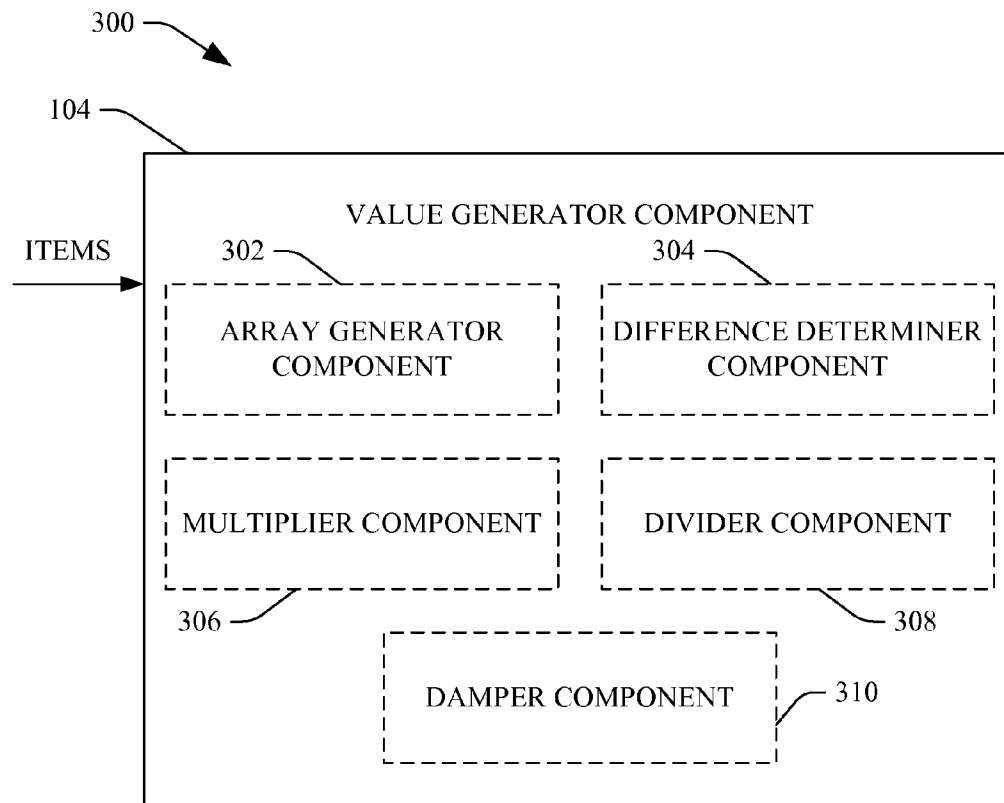 300
104
VALUE GENERATOR COMPONENT
ITEMS
302
304
ARRAY GENERATOR
COMPONENT
DIFFERENCE DETERMINER
COMPONENT
MULTIPLIER COMPONENT
DIVIDER COMPONENT
306
308
DAMPER COMPONENT
310